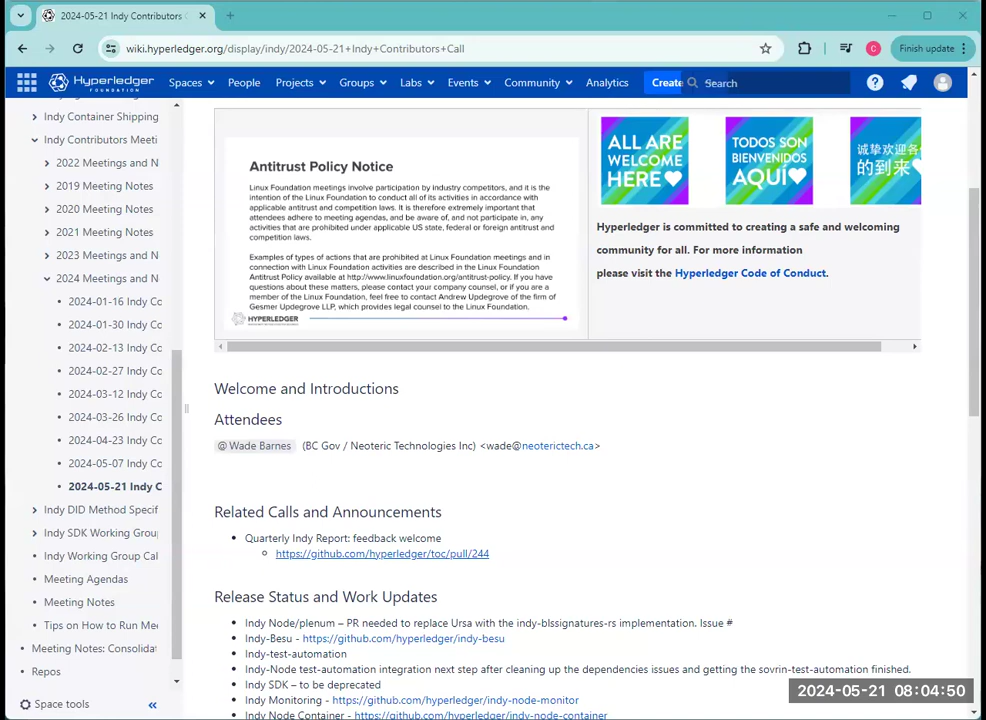 2024-05-21 Indy Contributors C
wiki.hyperledger.org/display/indy/2024-05-21+Indy+Contributors+Call
C
Finish update
HYPERLEDGER
FOUNDATION
Spaces
People
Projects
Groups
Labs
Events
Community
Analytics
Create
Search
Indy Container Shipping
Indy Contributors Meeti
2022 Meetings and N
2019 Meeting Notes
2020 Meeting Notes
2021 Meeting Notes
2023 Meetings and N
2024 Meetings and N
2024-01-16 Indy Co
2024-01-30 Indy Co
2024-02-13 Indy Co
2024-02-27 Indy Co
2024-03-12 Indy Co
2024-03-26 Indy Co
2024-04-23 Indy Co
2024-05-07 Indy Co
2024-05-21 Indy C
Indy DID Method Specif
Indy SDK Working Grou
Indy Working Group Cal
Meeting Agendas
Meeting Notes
Tips on How to Run Mee
Meeting Notes: Consolidat
Repos
Space tools
Antitrust Policy Notice
Linux Foundation meetings involve participation by industry competitors, and it is the
intention of the Linux Foundation to conduct all of its activities in accordance with
applicable antitrust and competition laws. It is therefore extremely important that
attendees adhere to meeting agendas, and be aware of, and not participate in, any
activities that are prohibited under applicable US state, federal or foreign antitrust and
competition laws.
Examples of types of actions that are prohibited at Linux Foundation meetings and in
connection with Linux Foundation activities are described in the Linux Foundation
Antitrust Policy available at http://www.linuxfoundation.org/antitrust-policy. If you have
questions about these matters, please contact your company counsel, or if you are a
member of the Linux Foundation, feel free to contact Andrew Updegrove of the firm of
Gesmer Updegrove LLP, which provides legal counsel to the Linux Foundation.
HYPERLEDGER
ALL ARE
WELCOME
HERE
TODOS SON
BIENVENIDOS
AQUÍ
诚挚欢迎各
的到来
Hyperledger is committed to creating a safe and welcoming
community for all. For more information
please visit the Hyperledger Code of Conduct.
Welcome and Introductions
Attendees
@ Wade Barnes (BC Gov / Neoteric Technologies Inc) <wade@neoterictech.ca>
Related Calls and Announcements
Quarterly Indy Report: feedback welcome
https://github.com/hyperledger/toc/pull/244
Release Status and Work Updates
Indy Node/plenum – PR needed to replace Ursa with the indy-blssignatures-rs implementation. Issue #
Indy-Besu - https://github.com/hyperledger/indy-besu
Indy-test-automation
Indy-Node test-automation integration next step after cleaning up the dependencies issues and getting the sovrin-test-automation finished.
Indy SDK – to be deprecated
Indy Monitoring - https://github.com/hyperledger/indy-node-monitor
Indy Node Container - https://github.com/hyperledger/indy-node-container
2024-05-21 08:04:50